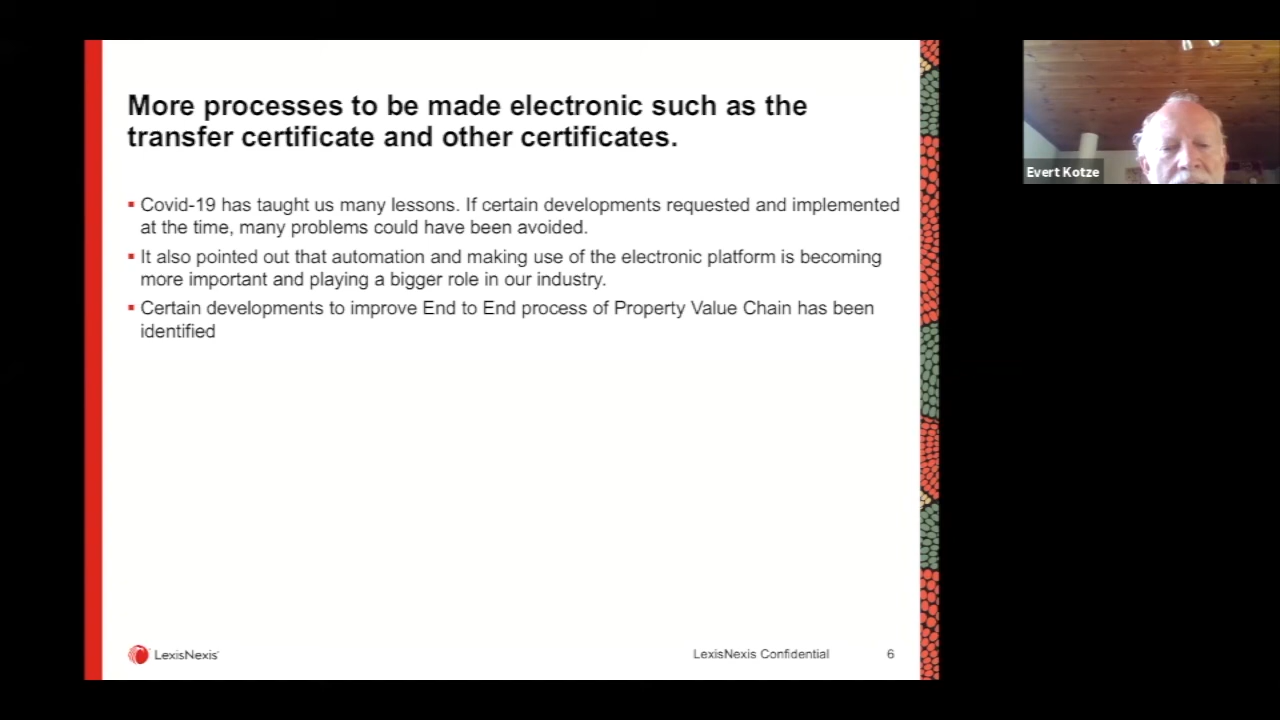 More processes to be made electronic such as the
transfer certificate and other certificates.
▪ Covid-19 has taught us many lessons. If certain developments requested and implemented
at the time, many problems could have been avoided.
▪ It also pointed out that automation and making use of the electronic platform is becoming
more important and playing a bigger role in our industry.
▪ Certain developments to improve End to End process of Property Value Chain has been
identified
LexisNexis®
LexisNexis Confidential
6
Evert Kotze